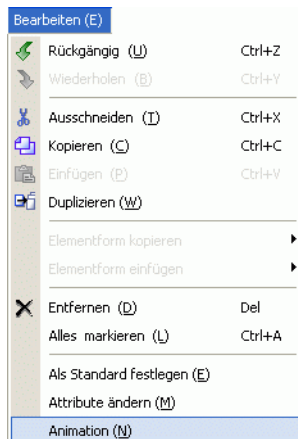 Bearbeiten (E)
Rückgängig (U) Ctrl+Z
Wiederholen (B) Ctrl+Y
Ausschneiden (T) Ctrl+X
Kopieren (C) Ctrl+C
Einfügen (P) Ctrl+V
Duplizieren (W)
Elementform kopieren
Elementform einfügen
Entfernen (D) Del
Alles markieren (L) Ctrl+A
Als Standard festlegen (E)
Attribute ändern (M)
Animation (N)